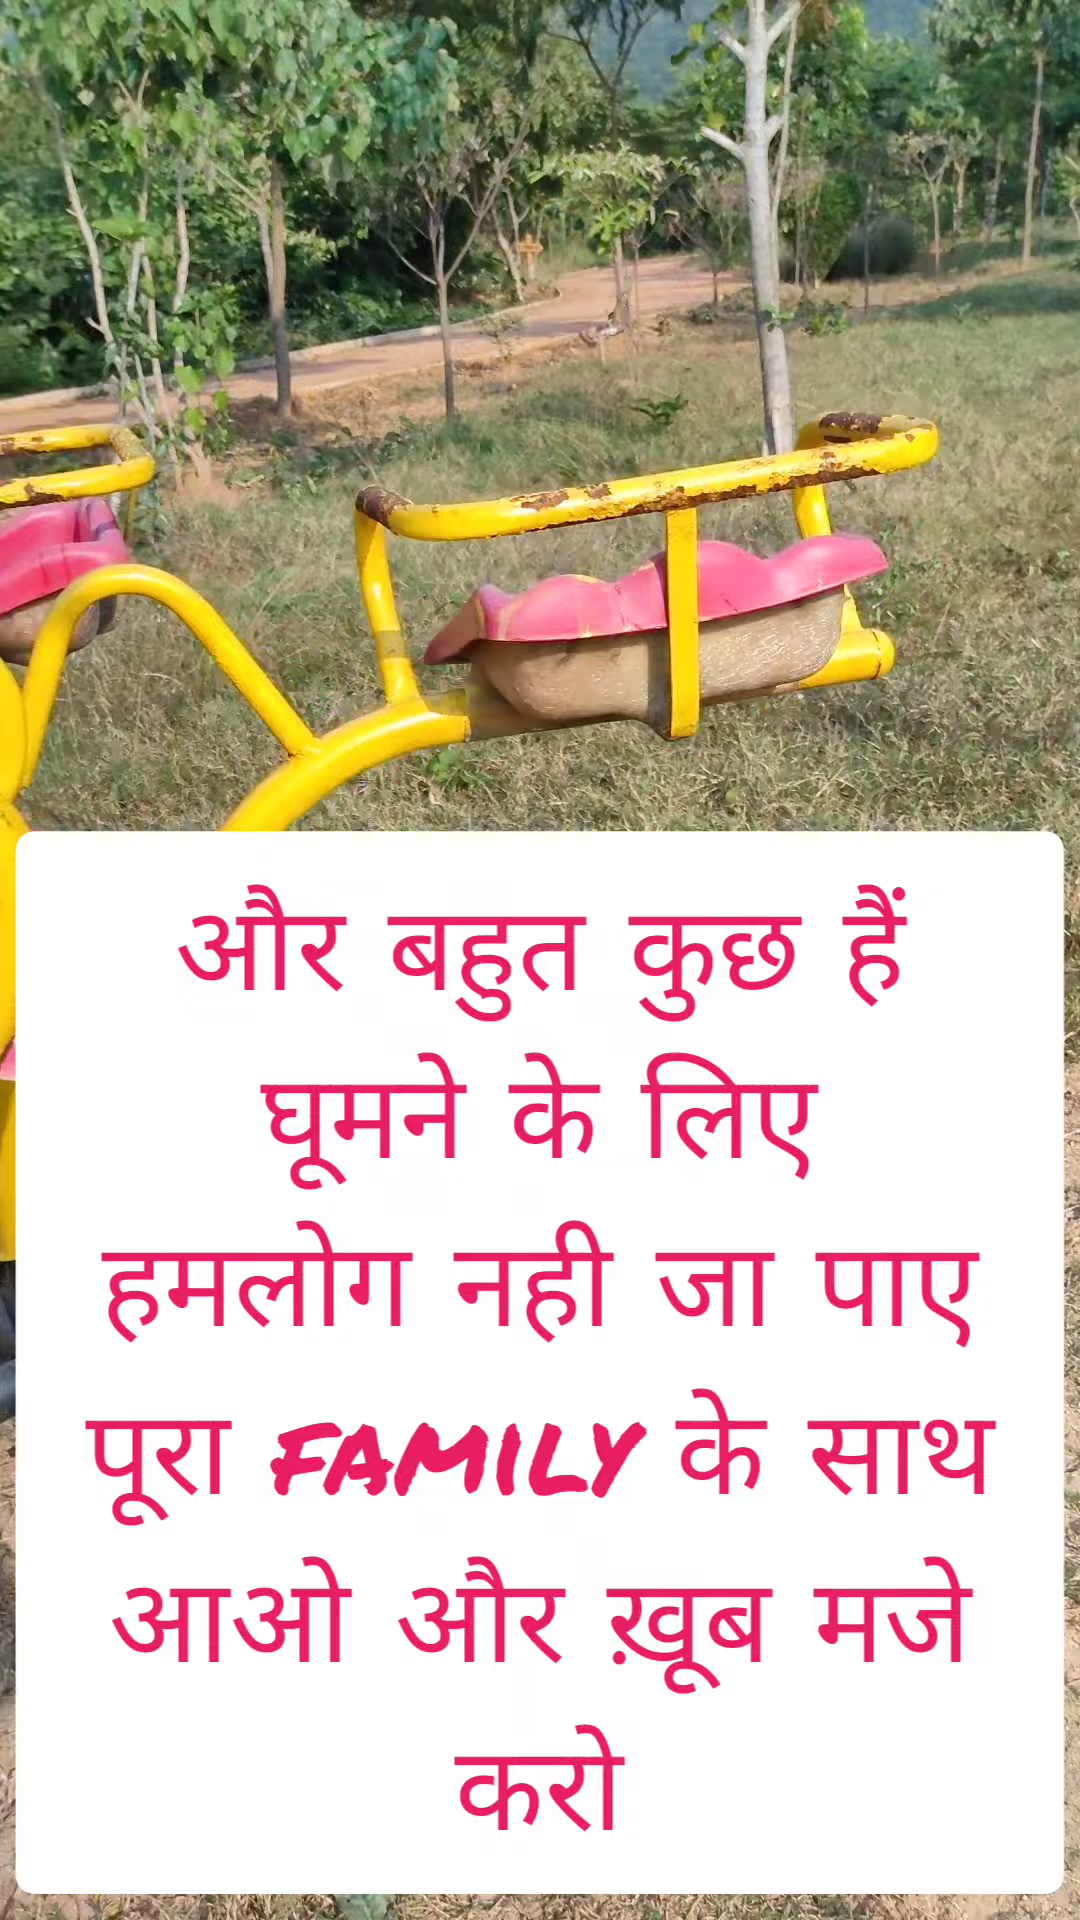 और बहुत कुछ हैं
घूमने के लिए
हमलोग नही जा पाए
पूरा FAMILY के साथ
आओ और ख़ूब मजे
करो